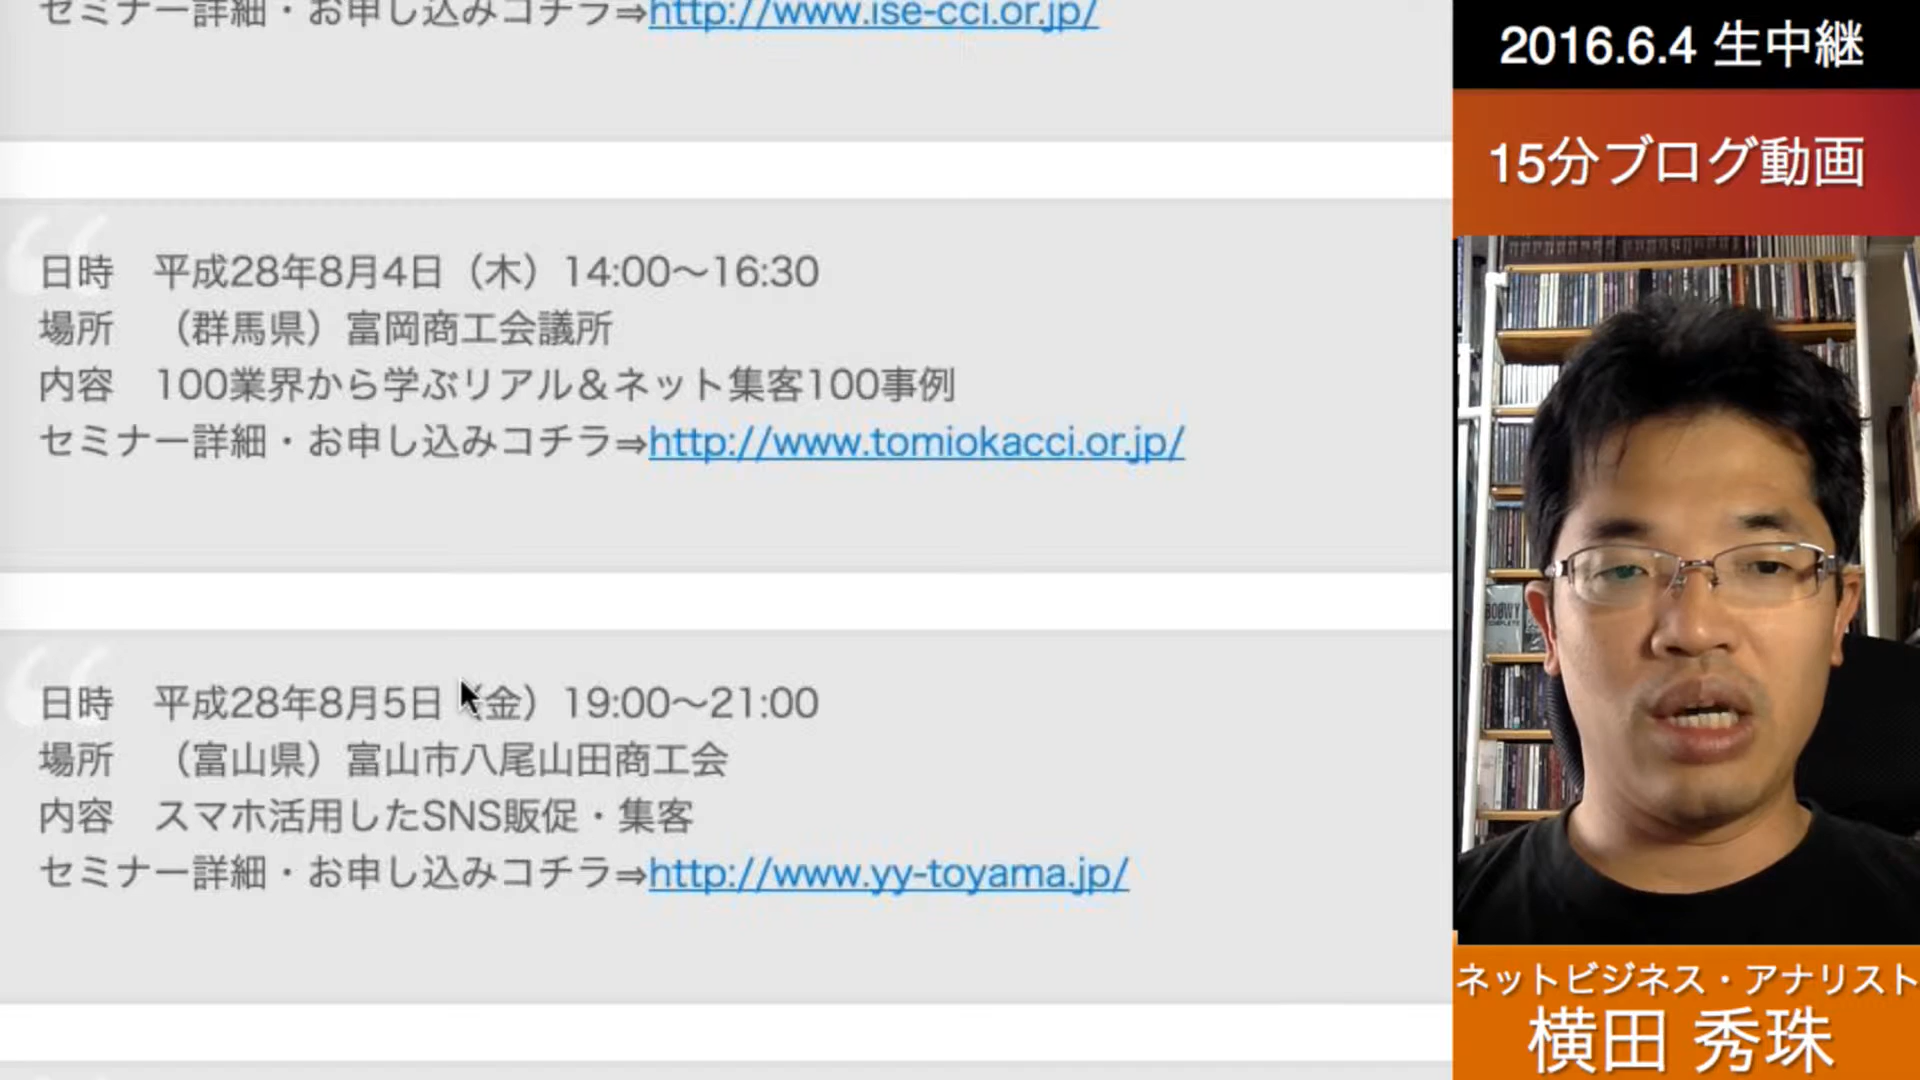 セミナー詳細・お申し込みコチラ⇒http://www.ise-cci.or.jp/
日時　平成28年8月4日（木）14:00～16:30
場所　（群馬県）富岡商工会議所
内容　100業界から学ぶリアル＆ネット集客100事例
セミナー詳細・お申し込みコチラ⇒http://www.tomiokacci.or.jp/
日時　平成28年8月5日（金）19:00～21:00
場所　（富山県）富山市八尾山田商工会
内容　スマホ活用したSNS販促・集客
セミナー詳細・お申し込みコチラ⇒http://www.yy-toyama.jp/
2016.6.4 生中継
15分ブログ動画
BOØWY
COMPLETE
ネットビジネス・アナリスト
横田 秀珠